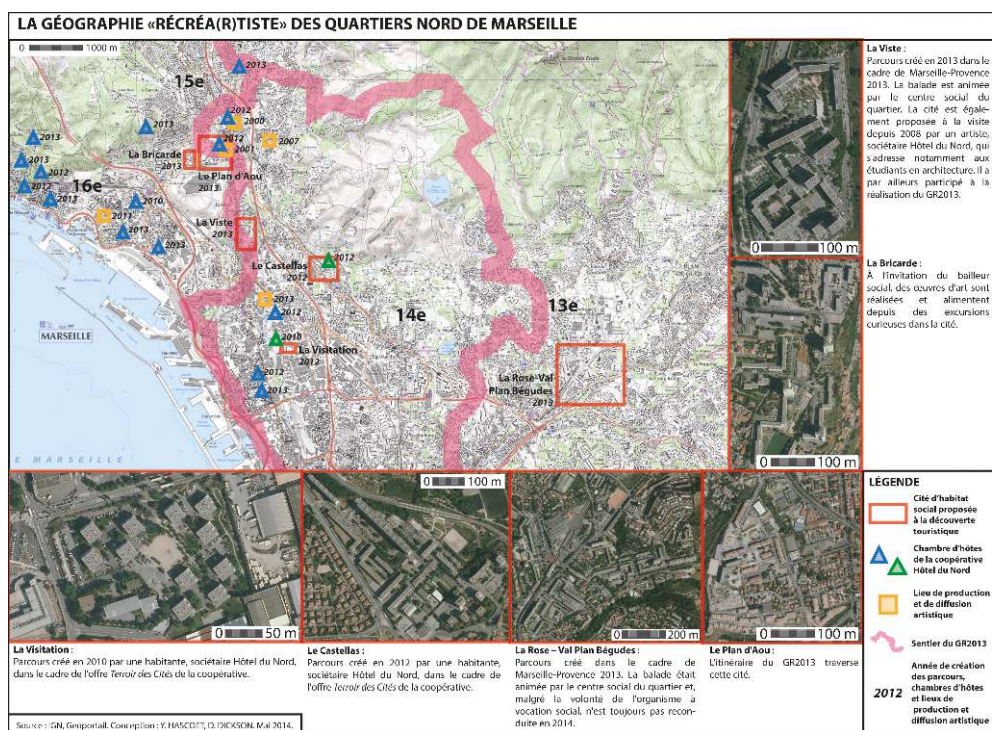 LA GÉOGRAPHIE «RÉCRÉA(R)TISTE» DES QUARTIERS NORD DE MARSEILLE
0 1000 m
15e
2013
2012
2000
2013
2007
2012
2001
2013
2013
2012
2012
2013
La Bricarde
2013
Le Plan d'Aou
2013
16e
2010
2011
2013
La Viste
2013
Le Castellas
2012
2012
2013
2012
14e
13e
MARSEILLE
2010
La Visitation
2012
2012
2013
La Rose-Val
Plan Bégudes
2013
DE MARSEILLE
0 100 m
La Viste :
Parcours créé en 2013 dans le
cadre de Marseille-Provence
2013. La balade est animée
par le centre social du
quartier. La cité est égale-
ment proposée à la visite
depuis 2008 par un artiste,
sociétaire Hôtel du Nord, qui
s'adresse notamment aux
étudiants en architecture. Il a
par ailleurs participé à la
réalisation du GR2013.
0 100 m
La Bricarde :
À l'invitation du bailleur
social, des œuvres d'art sont
réalisées et alimentent
depuis des excursions
curieuses dans la cité.
0 50 m
La Visitation :
Parcours créé en 2010 par une habitante, sociétaire Hôtel du Nord,
dans le cadre de l'offre Terroir des Cités de la coopérative.
0 100 m
Le Castellas :
Parcours créé en 2012 par une habitante,
sociétaire Hôtel du Nord, dans le cadre de
l'offre Terroir des Cités de la coopérative.
0 200 m
La Rose – Val Plan Bégudes :
Parcours créé dans le cadre de
Marseille-Provence 2013. La balade était
animée par le centre social du quartier et,
malgré la volonté de l'organisme à
vocation social, n'est toujours pas recon-
duite en 2014.
0 100 m
Le Plan d'Aou :
L'itinéraire du GR2013 traverse
cette cité.
LÉGENDE
Cité d'habitat
social proposée
à la découverte
touristique
Chambre d'hôtes
de la coopérative
Hôtel du Nord
Lieu de production
et de diffusion
artistique
Sentier du GR2013
2012
Année de création
des parcours,
chambres d'hôtes
et lieux de
production et
diffusion artistique
Source : IGN, Geoportail. Conception : Y. HASCOET, D. DICKSON. Mai 2014.